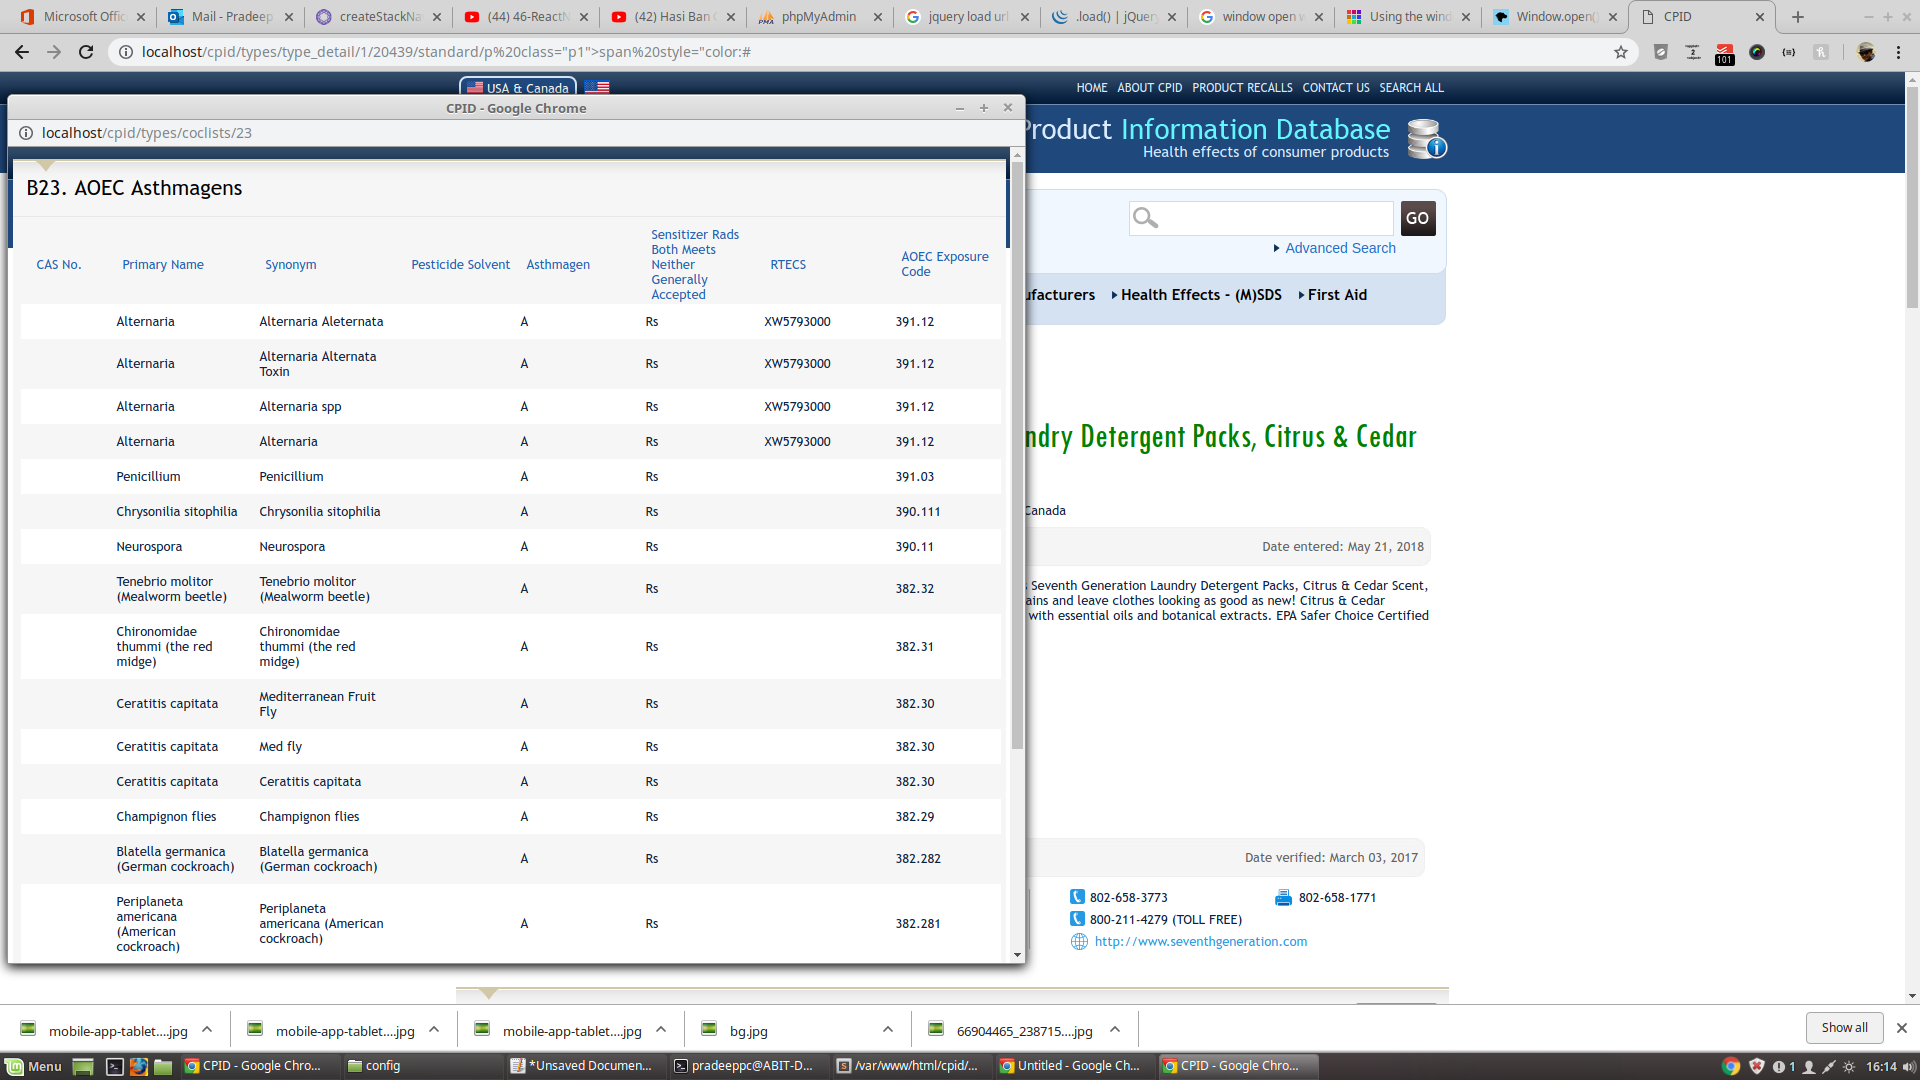 Microsoft Offic
Mail - Pradeep
createStackNa
(44) 46-ReactN
(42) Hasi Ban G
phpMyAdmin
jquery load url
.load() | jQuery
window open w
Using the wind
Window.open()
CPID
localhost/cpid/types/type_detail/1/20439/standard/p%20class="p1">span%20style="color:#
101
USA & Canada
HOME ABOUT CPID PRODUCT RECALLS CONTACT US SEARCH ALL
CPID - Google Chrome
localhost/cpid/types/coclists/23
Product Information Database
Health effects of consumer products
B23. AOEC Asthmagens
GO
Advanced Search
CAS No.
Primary Name
Synonym
Pesticide Solvent
Asthmagen
Sensitizer Rads
Both Meets
Neither
Generally
Accepted
RTECS
AOEC Exposure
Code
ufacturers Health Effects - (M)SDS First Aid
Alternaria Alternaria Aleternata A Rs XW5793000 391.12
Alternaria Alternaria Alternata
Toxin A Rs XW5793000 391.12
Alternaria Alternaria spp A Rs XW5793000 391.12
Alternaria Alternaria A Rs XW5793000 391.12
Penicillium Penicillium A Rs 391.03
Chrysonilia sitophilia Chrysonilia sitophilia A Rs 390.111
Neurospora Neurospora A Rs 390.11
Tenebrio molitor
(Mealworm beetle)
Tenebrio molitor
(Mealworm beetle)
A Rs 382.32
Chironomidae
thummi (the red
midge)
Chironomidae
thummi (the red
midge)
A Rs 382.31
Ceratitis capitata Mediterranean Fruit
Fly A Rs 382.30
Ceratitis capitata Med fly A Rs 382.30
Ceratitis capitata Ceratitis capitata A Rs 382.30
Champignon flies Champignon flies A Rs 382.29
Blatella germanica
(German cockroach)
Blatella germanica
(German cockroach)
A Rs 382.282
Periplaneta
americana
(American
cockroach)
Periplaneta
americana (American
cockroach)
A Rs 382.281
ndry Detergent Packs, Citrus & Cedar
Canada
Date entered: May 21, 2018
Seventh Generation Laundry Detergent Packs, Citrus & Cedar Scent,
ains and leave clothes looking as good as new! Citrus & Cedar
with essential oils and botanical extracts. EPA Safer Choice Certified
Date verified: March 03, 2017
802-658-3773
802-658-1771
800-211-4279 (TOLL FREE)
http://www.seventhgeneration.com
mobile-app-tablet....jpg
mobile-app-tablet....jpg
mobile-app-tablet....jpg
bg.jpg
66904465_238715....jpg
Show all
Menu
CPID - Google Chro...
config
*Unsaved Documen...
pradeeppc@ABIT-D...
/var/www/html/cpid/...
Untitled - Google Ch...
CPID - Google Chro...
1
16:14